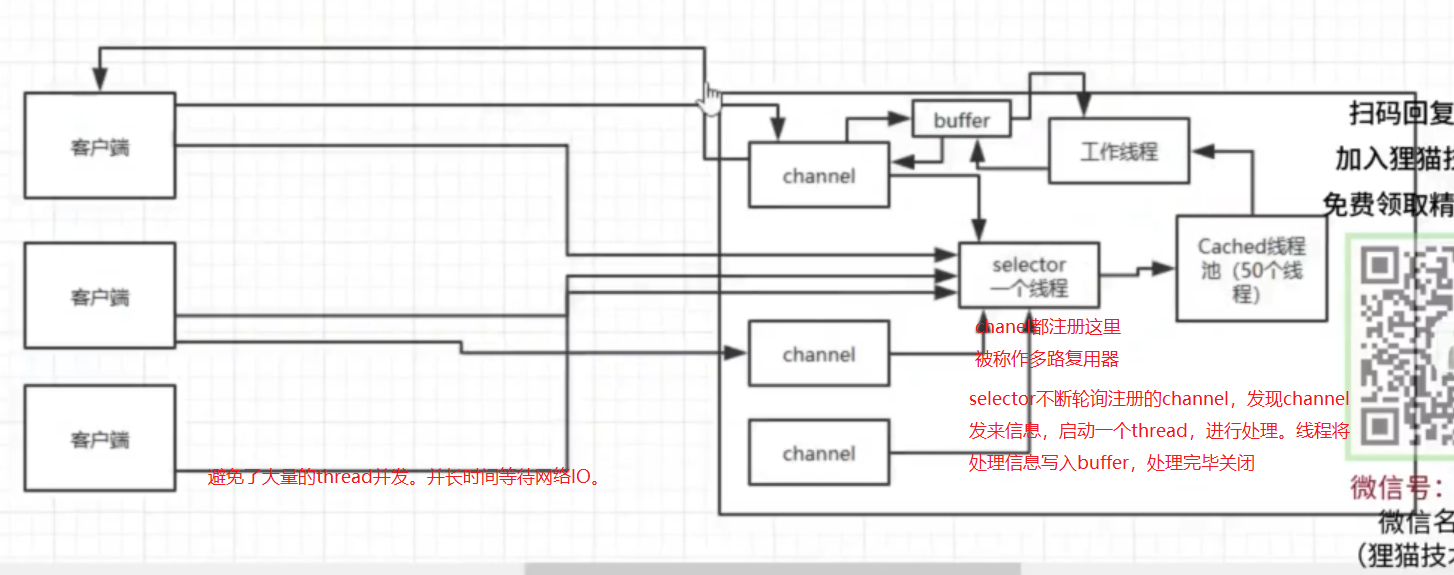 客户端
客户端
客户端
channel
channel
channel
buffer
工作线程
selector
一个线程
Cached线程
池（50个线
程）
chanel都注册这里
被称作多路复用器
selector不断轮询注册的channel，发现channel
发来信息，启动一个thread，进行处理。线程将
处理信息写入buffer，处理完毕关闭
避免了大量的thread并发。并长时间等待网络IO。
扫码回复
加入狸猫技
免费领取精
微信号：
微信名
（狸猫技